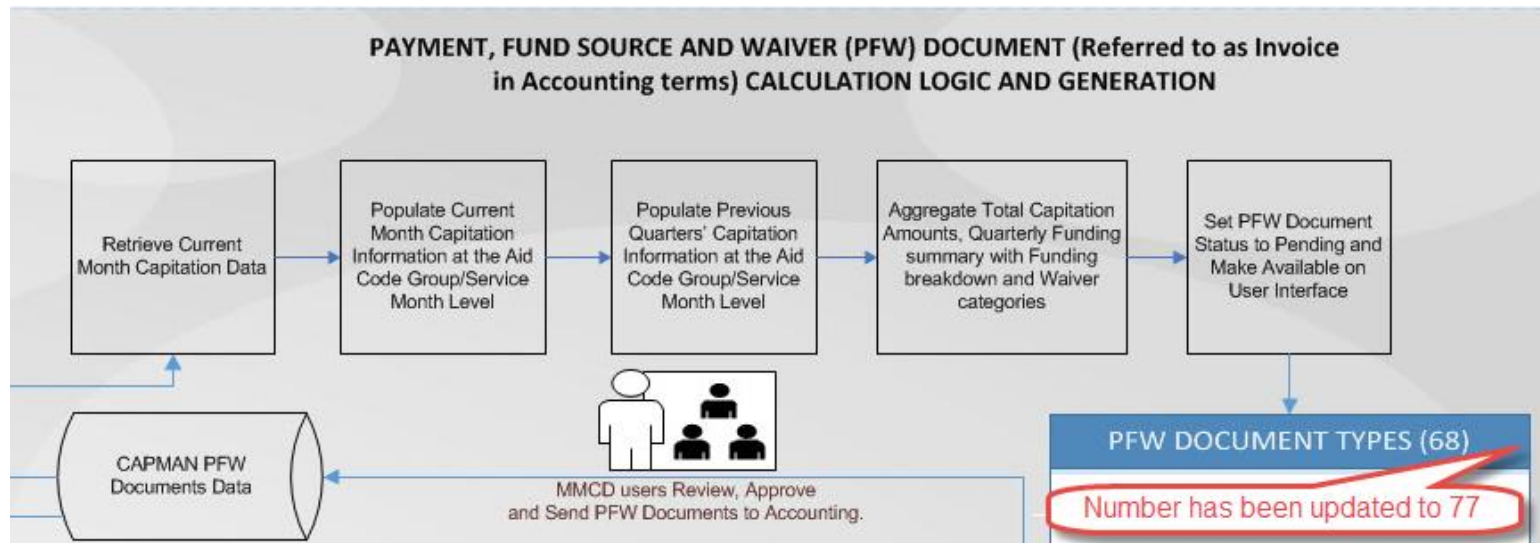 PAYMENT, FUND SOURCE AND WAIVER (PFW) DOCUMENT (Referred to as Invoice
in Accounting terms) CALCULATION LOGIC AND GENERATION
Retrieve Current
Month Capitation Data
Populate Current
Month Capitation
Information at the Aid
Code Group/Service
Month Level
Populate Previous
Quarters' Capitation
Information at the Aid
Code Group/Service
Month Level
Aggregate Total Capitation
Amounts, Quarterly Funding
summary with Funding
breakdown and Waiver
categories
Set PFW Document
Status to Pending and
Make Available on
User Interface
CAPMAN PFW
Documents Data
MMCD users Review, Approve
and Send PFW Documents to Accounting.
PFW DOCUMENT TYPES (68)
Number has been updated to 77